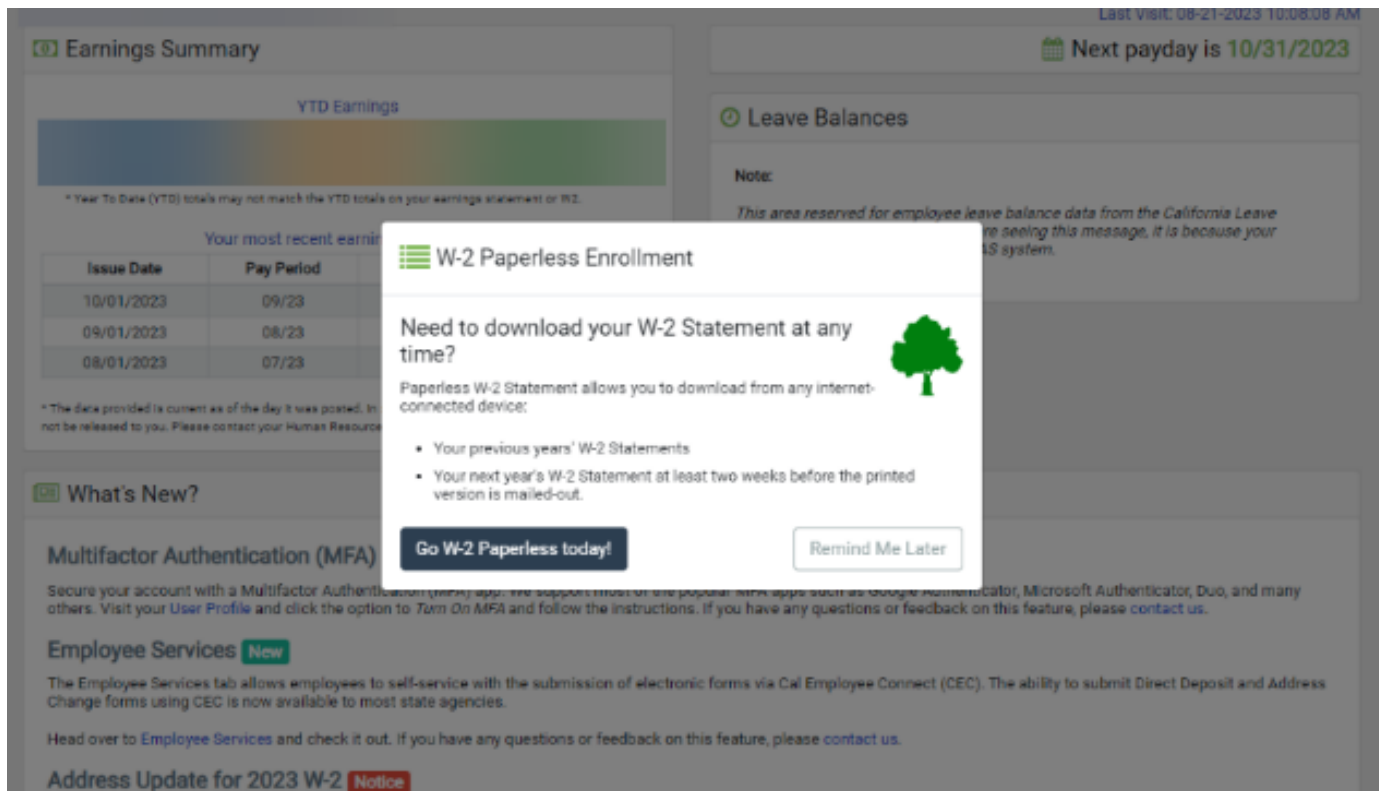 Last Visit: 08-21-2023 10:08:08 AM
Earnings Summary
Next payday is 10/31/2023
YTD Earnings
* Year To Date (YTD) totals may not match the YTD totals on your earnings statement or W2.
Your most recent earnin
Issue Date Pay Period
10/01/2023 09/23
09/01/2023 08/23
08/01/2023 07/23
* The data provided is current as of the day it was posted. In
not be released to you. Please contact your Human Resource
Leave Balances
Note:
This area reserved for employee leave balance data from the California Leave
re seeing this message, it is because your
AS system.
W-2 Paperless Enrollment
Need to download your W-2 Statement at any
time?
Paperless W-2 Statement allows you to download from any internet-
connected device:
• Your previous years' W-2 Statements
• Your next year's W-2 Statement at least two weeks before the printed
version is mailed-out.
Go W-2 Paperless today!
Remind Me Later
What's New?
Multifactor Authentication (MFA)
Secure your account with a Multifactor Authentication (MFA) app. We support most of the popular MFA apps such as Google Authenticator, Microsoft Authenticator, Duo, and many
others. Visit your User Profile and click the option to Turn On MFA and follow the instructions. If you have any questions or feedback on this feature, please contact us.
Employee Services New
The Employee Services tab allows employees to self-service with the submission of electronic forms via Cal Employee Connect (CEC). The ability to submit Direct Deposit and Address
Change forms using CEC is now available to most state agencies.
Head over to Employee Services and check it out. If you have any questions or feedback on this feature, please contact us.
Address Update for 2023 W-2 Notice